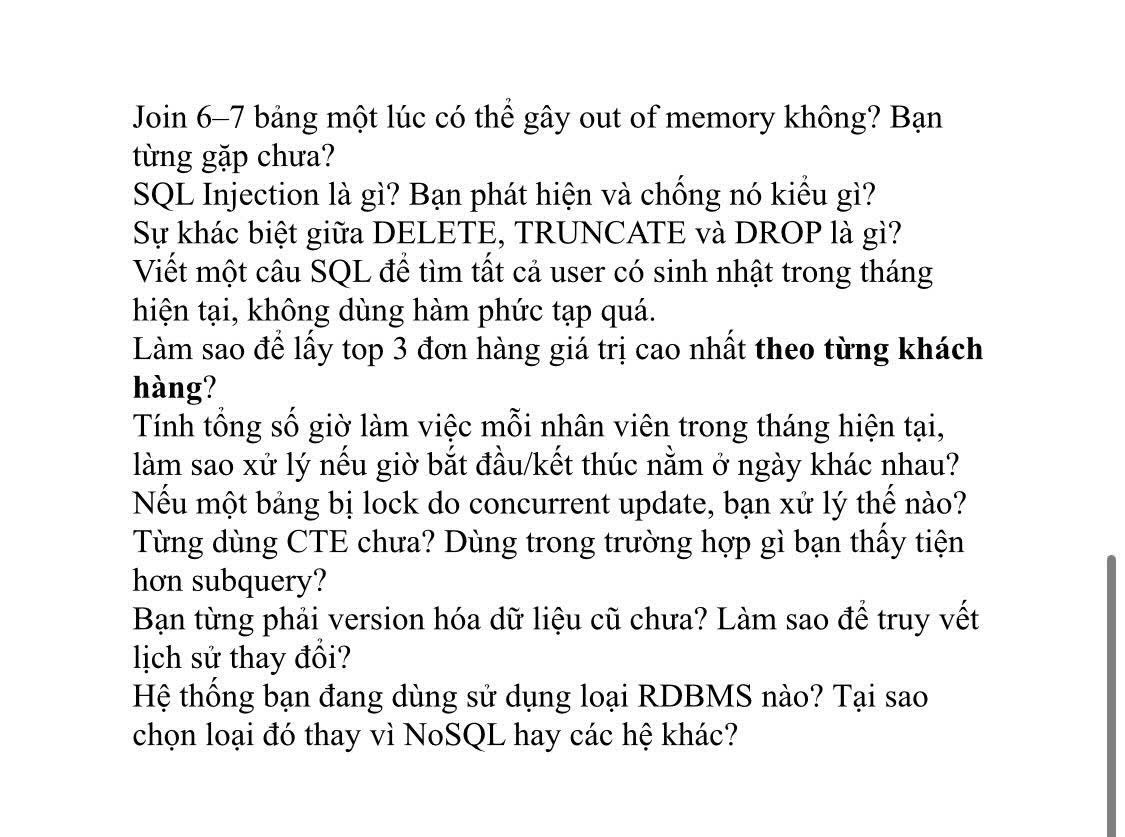 Join 6–7 bảng một lúc có thể gây out of memory không? Bạn
từng gặp chưa?
SQL Injection là gì? Bạn phát hiện và chống nó kiểu gì?
Sự khác biệt giữa DELETE, TRUNCATE và DROP là gì?
Viết một câu SQL để tìm tất cả user có sinh nhật trong tháng
hiện tại, không dùng hàm phức tạp quá.
Làm sao để lấy top 3 đơn hàng giá trị cao nhất theo từng khách
hàng?
Tính tổng số giờ làm việc mỗi nhân viên trong tháng hiện tại,
làm sao xử lý nếu giờ bắt đầu/kết thúc nằm ở ngày khác nhau?
Nếu một bảng bị lock do concurrent update, bạn xử lý thế nào?
Từng dùng CTE chưa? Dùng trong trường hợp gì bạn thấy tiện
hơn subquery?
Bạn từng phải version hóa dữ liệu cũ chưa? Làm sao để truy vết
lịch sử thay đổi?
Hệ thống bạn đang dùng sử dụng loại RDBMS nào? Tại sao
chọn loại đó thay vì NoSQL hay các hệ khác?